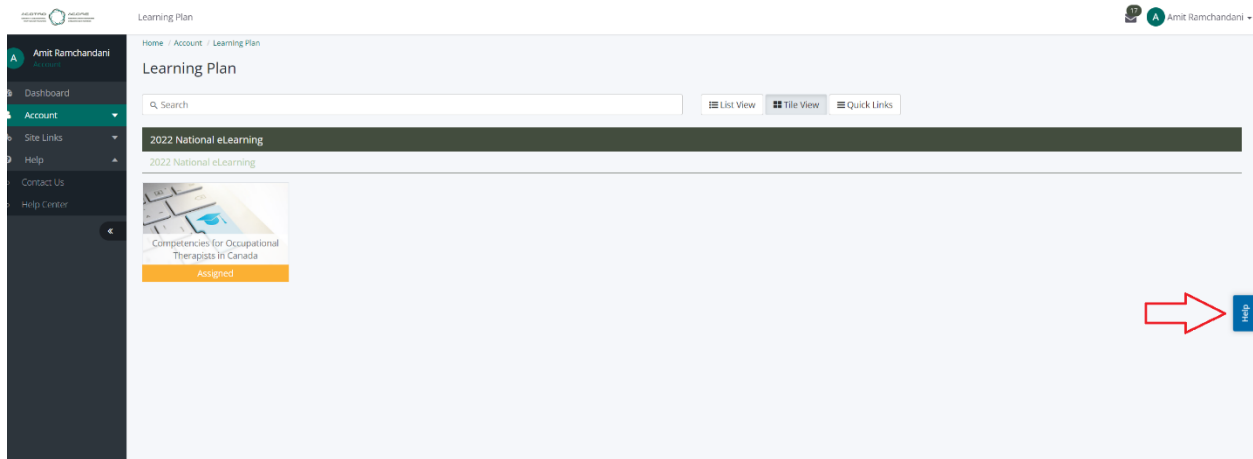 ACOTRO
ACORE
Learning Plan
17
A
Amit Ramchandani
A
Amit Ramchandani
Account
Dashboard
Account
Site Links
Help
Contact Us
Help Center
Home / Account / Learning Plan
Learning Plan
Search
List View
Tile View
Quick Links
2022 National eLearning
2022 National eLearning
Competencies for Occupational
Therapists in Canada
Assigned
Help